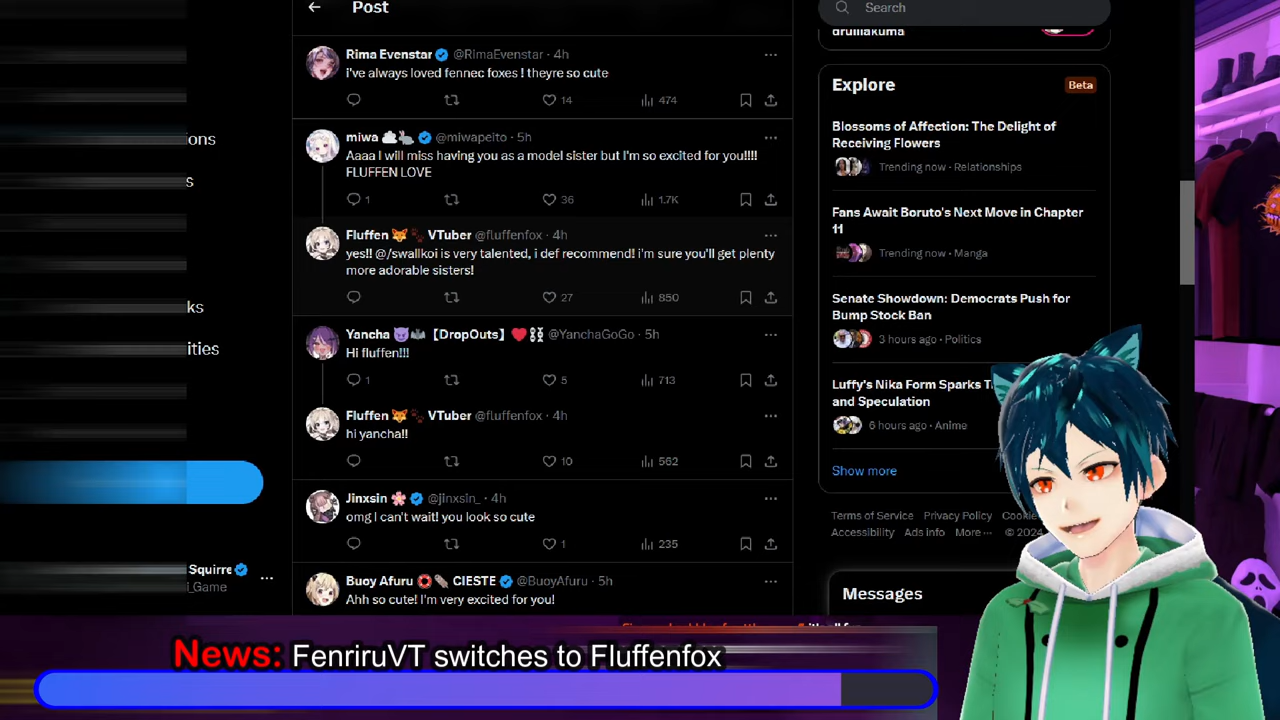 Post
Rima Evenstar @RimaEvenstar · 4h
i've always loved fennec foxes ! theyre so cute
14 474
miwa @miwapeito · 5h
Aaaa I will miss having you as a model sister but I'm so excited for you!!!!
FLUFFEN LOVE
1 36 1.7K
Fluffen VTuber @fluffenfox · 4h
yes!! @/swallkoi is very talented, i def recommend! i'm sure you'll get plenty
more adorable sisters!
27 850
Yancha 【DropOuts】 @YanchaGoGo · 5h
Hi fluffen!!!
1 5 713
Fluffen VTuber @fluffenfox · 4h
hi yancha!!
10 562
Jinxsin @jinxsin_ · 4h
omg I can't wait! you look so cute
1 235
Buoy Afuru CIESTE @BuoyAfuru · 5h
Ahh so cute! I'm very excited for you!
ions
s
ks
ities
Squirre
i_Game
Search
druiiakuma
Explore Beta
Blossoms of Affection: The Delight of
Receiving Flowers
Trending now · Relationships
Fans Await Boruto's Next Move in Chapter
11
Trending now · Manga
Senate Showdown: Democrats Push for
Bump Stock Ban
3 hours ago · Politics
Luffy's Nika Form Sparks
and Speculation
6 hours ago · Anime
Show more
Terms of Service Privacy Policy Cookie
Accessibility Ads info More ··· © 2024
Messages
News: FenriruVT switches to Fluffenfox